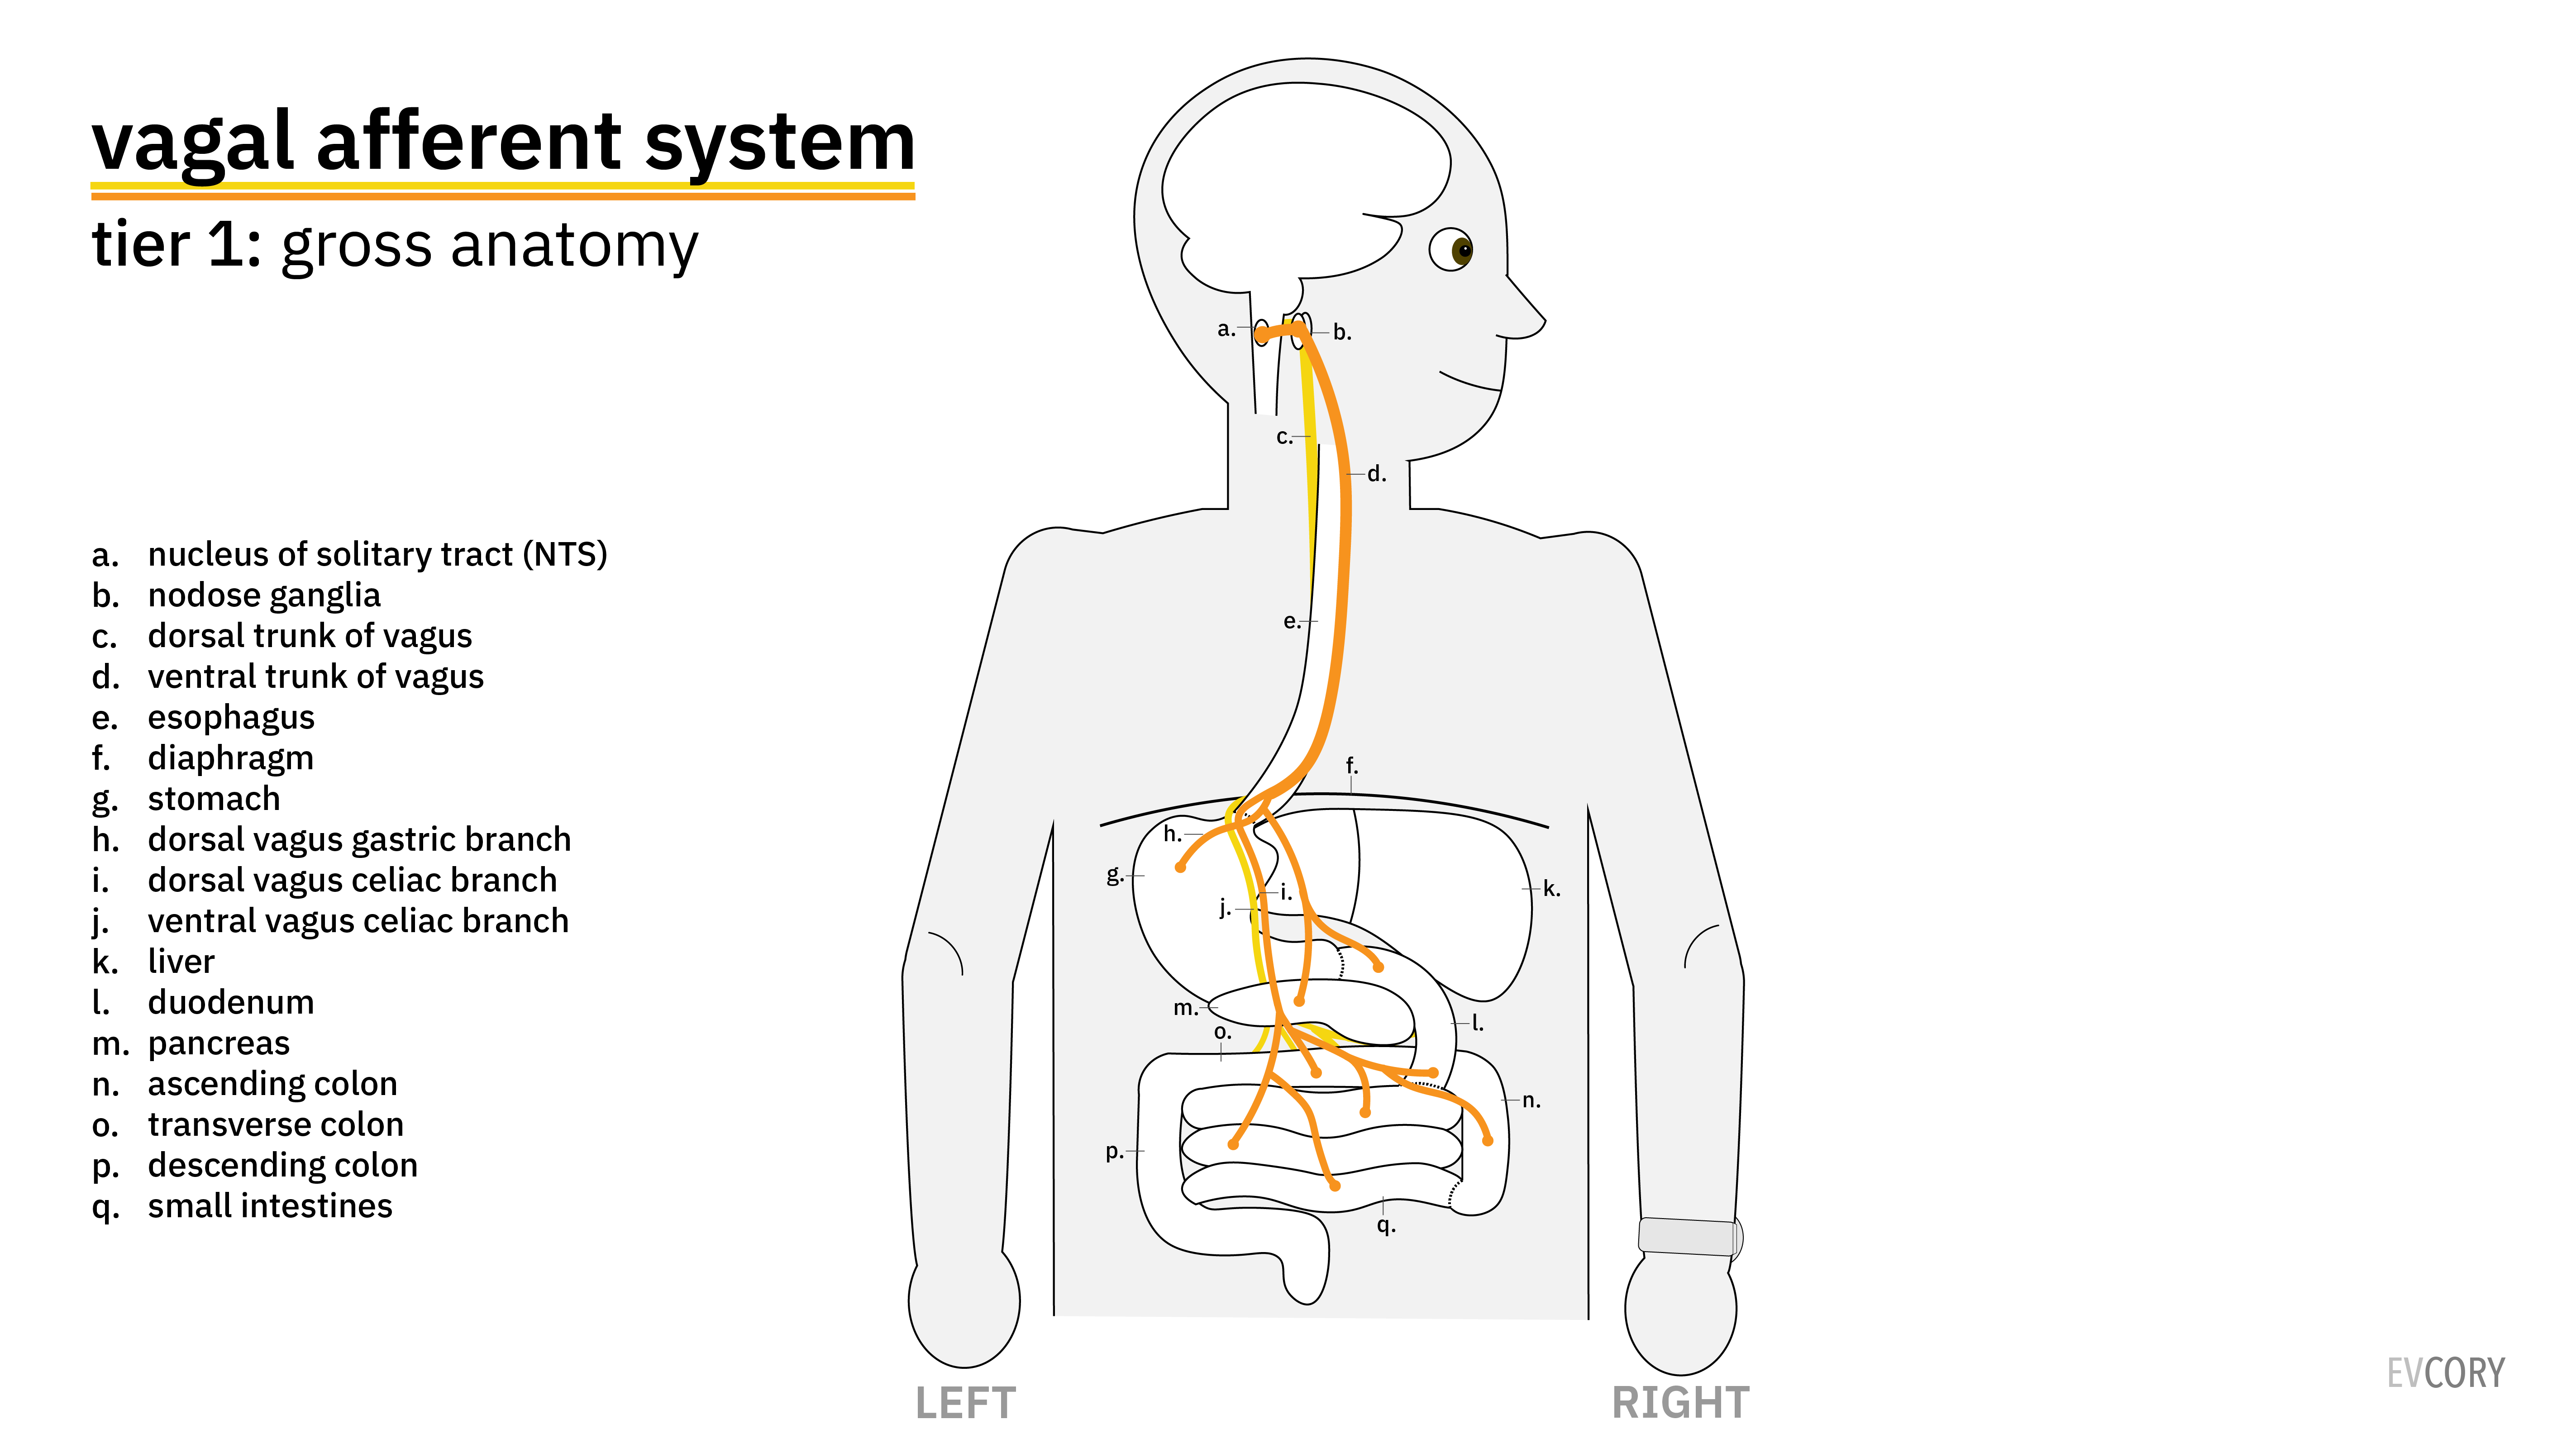 vagal afferent system
tier 1: gross anatomy
a. nucleus of solitary tract (NTS)
b. nodose ganglia
c. dorsal trunk of vagus
d. ventral trunk of vagus
e. esophagus
f. diaphragm
g. stomach
h. dorsal vagus gastric branch
i. dorsal vagus celiac branch
j. ventral vagus celiac branch
k. liver
l. duodenum
m. pancreas
n. ascending colon
o. transverse colon
p. descending colon
q. small intestines
a.
b.
c.
d.
e.
f.
h.
g.
i.
k.
j.
m.
l.
o.
n.
p.
q.
LEFT
RIGHT
EVCORY